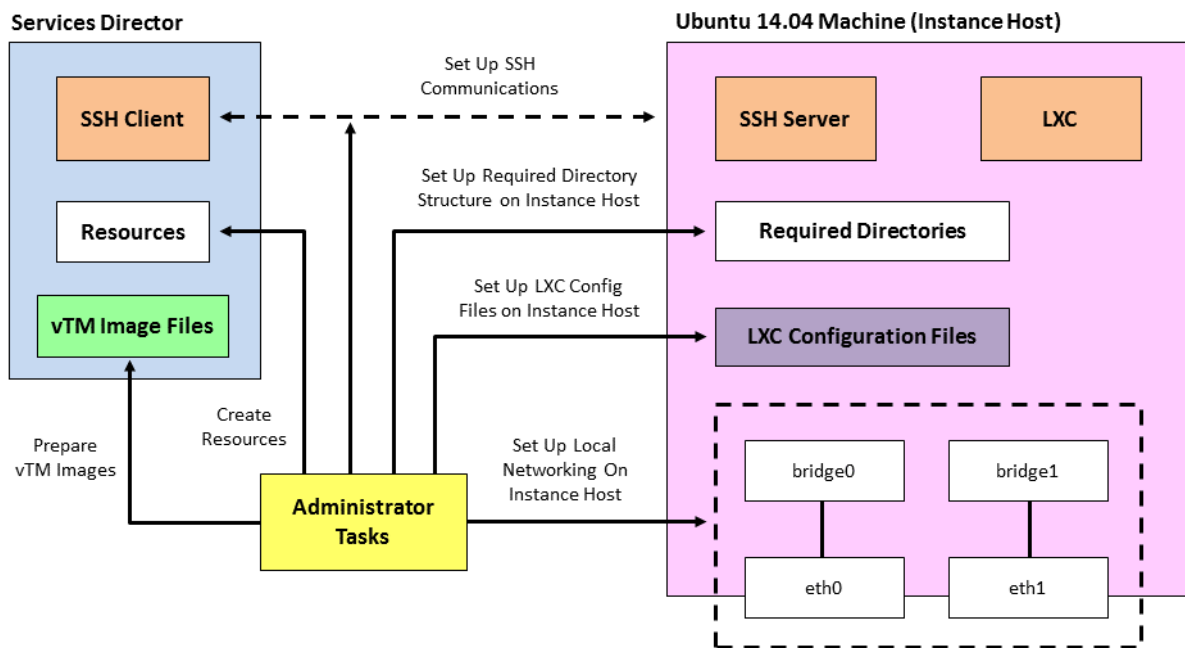 Services Director
Ubuntu 14.04 Machine (Instance Host)
SSH Client
Set Up SSH
Communications
SSH Server
LXC
Resources
Set Up Required Directory
Structure on Instance Host
Required Directories
vTM Image Files
Set Up LXC Config
Files on Instance Host
LXC Configuration Files
Prepare
vTM Images
Create
Resources
Administrator
Tasks
Set Up Local
Networking On
Instance Host
bridge0
bridge1
eth0
eth1